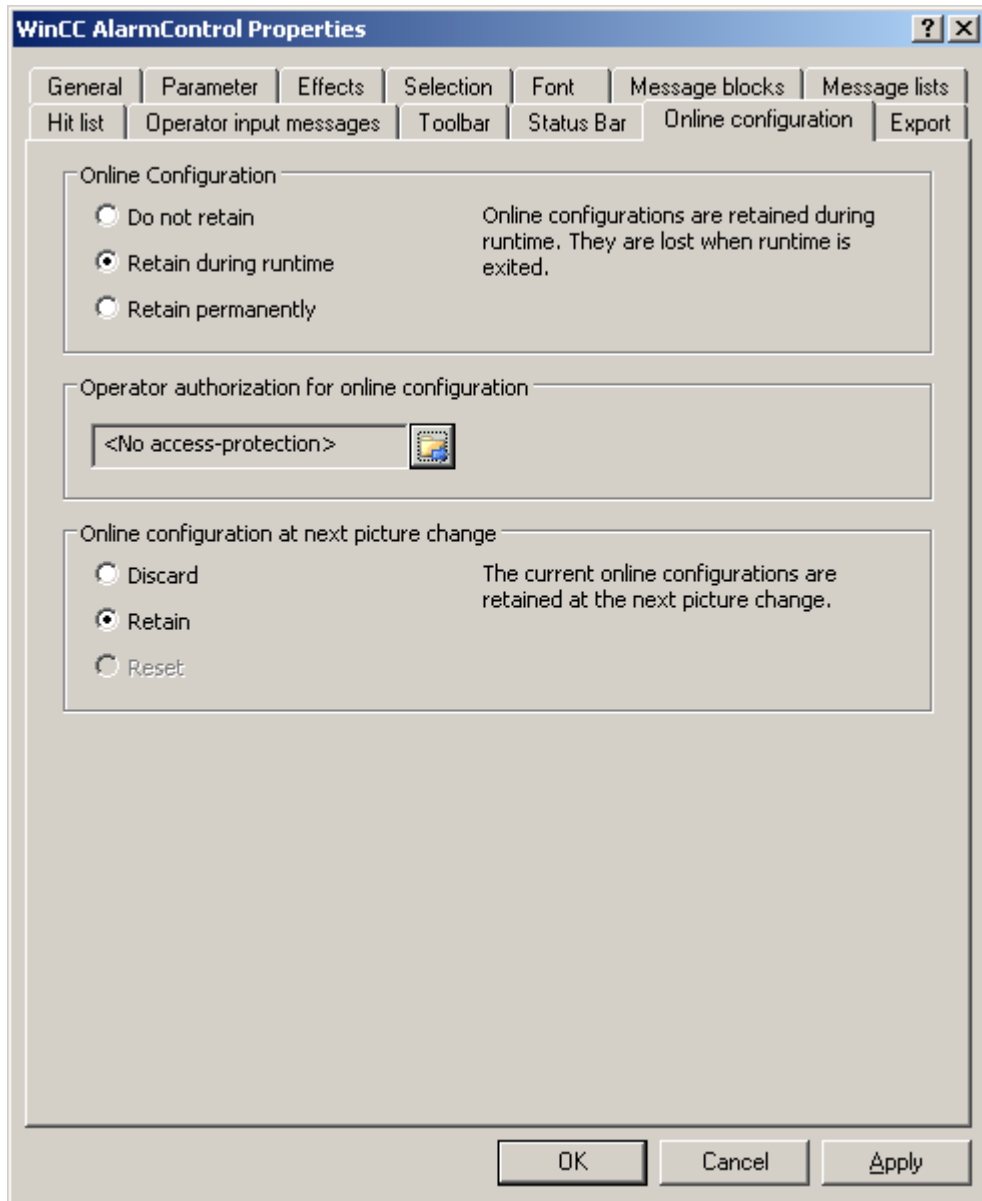 WinCC AlarmControl Properties
General Parameter Effects Selection Font Message blocks Message lists
Hit list Operator input messages Toolbar Status Bar Online configuration Export
Online Configuration
Do not retain
Retain during runtime
Retain permanently
Online configurations are retained during
runtime. They are lost when runtime is
exited.
Operator authorization for online configuration
<No access-protection>
Online configuration at next picture change
Discard
Retain
Reset
The current online configurations are
retained at the next picture change.
OK Cancel Apply